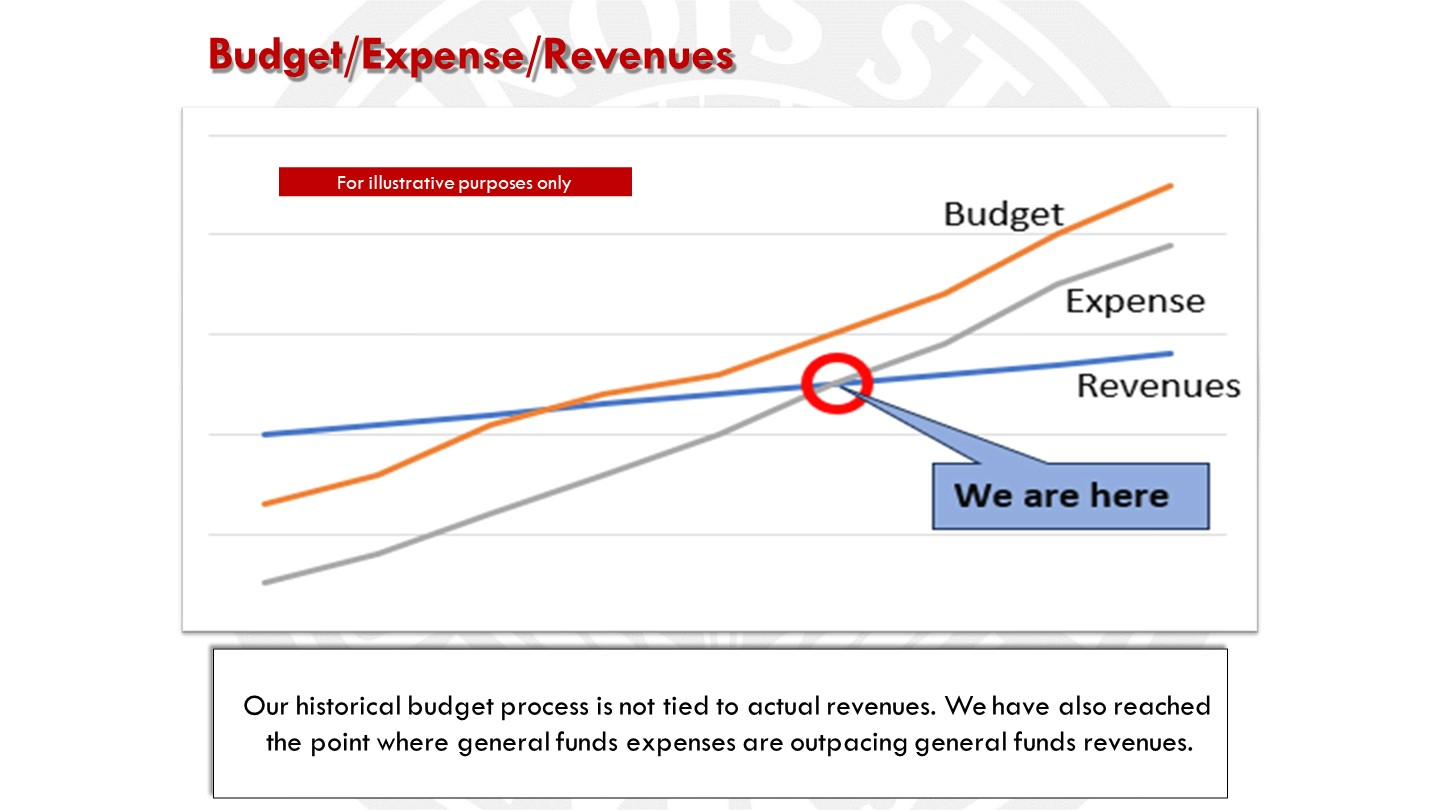 Budget/Expense/Revenues
For illustrative purposes only
Budget
Expense
Revenues
We are here
Our historical budget process is not tied to actual revenues. We have also reached
the point where general funds expenses are outpacing general funds revenues.